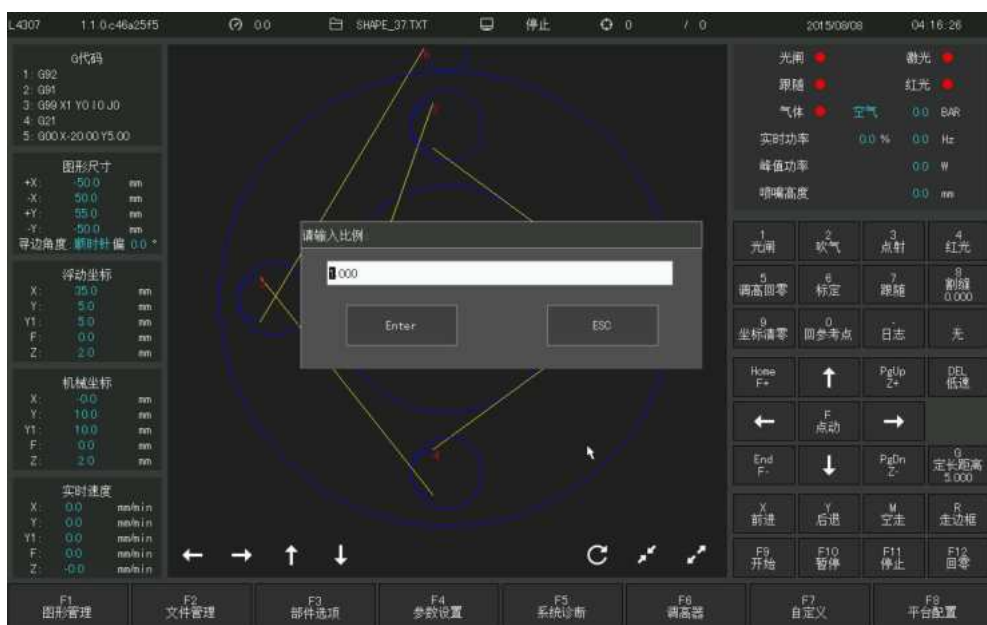 L4307 1.1.0:c46a25f5 0.0 SHAPE_37.TXT 停止 0 / 0 2015/08/08 04:16:26
G代码
1: G92
2: G91
3: G99 X1 Y0 I0 J0
4: G21
5: G00 X-20.00 Y5.00
图形尺寸
+X: -50.0 mm
-X: 50.0 mm
+Y: 55.0 mm
-Y: -50.0 mm
寻边角度: 顺时针偏 0.0 °
浮动坐标
X: 35.0 mm
Y: 5.0 mm
Y1: 5.0 mm
F: 0.0 mm
Z: 2.0 mm
机械坐标
X: -0.0 mm
Y: 10.0 mm
Y1: 10.0 mm
F: 0.0 mm
Z: 2.0 mm
实时速度
X: 0.0 mm/min
Y: 0.0 mm/min
Y1: 0.0 mm/min
F: 0.0 mm/min
Z: -0.0 mm/min
请输入比例:
1.000
Enter ESC
光闸 激光
跟随 红光
气体 空气 0.0 BAR
实时功率 0.0 % 0.0 Hz
峰值功率 0.0 W
喷嘴高度 0.0 mm
1 2 3 4
光闸 吹气 点射 红光
5 6 7 8
调高回零 标定 跟随 割缝
0.000
9 0 .
坐标清零 回参考点 日志 无
Home PgUp DEL
F+ Z+低速
F
点动
End PgDn G
F- Z- 定长距离
5.000
X Y M R
前进 后退 空走 走边框
F9 F10 F11 F12
开始 暂停 停止 回零
F1 F2 F3 F4 F5 F6 F7 F8
图形管理 文件管理 部件选项 参数设置 系统诊断 调高器 自定义 平台配置